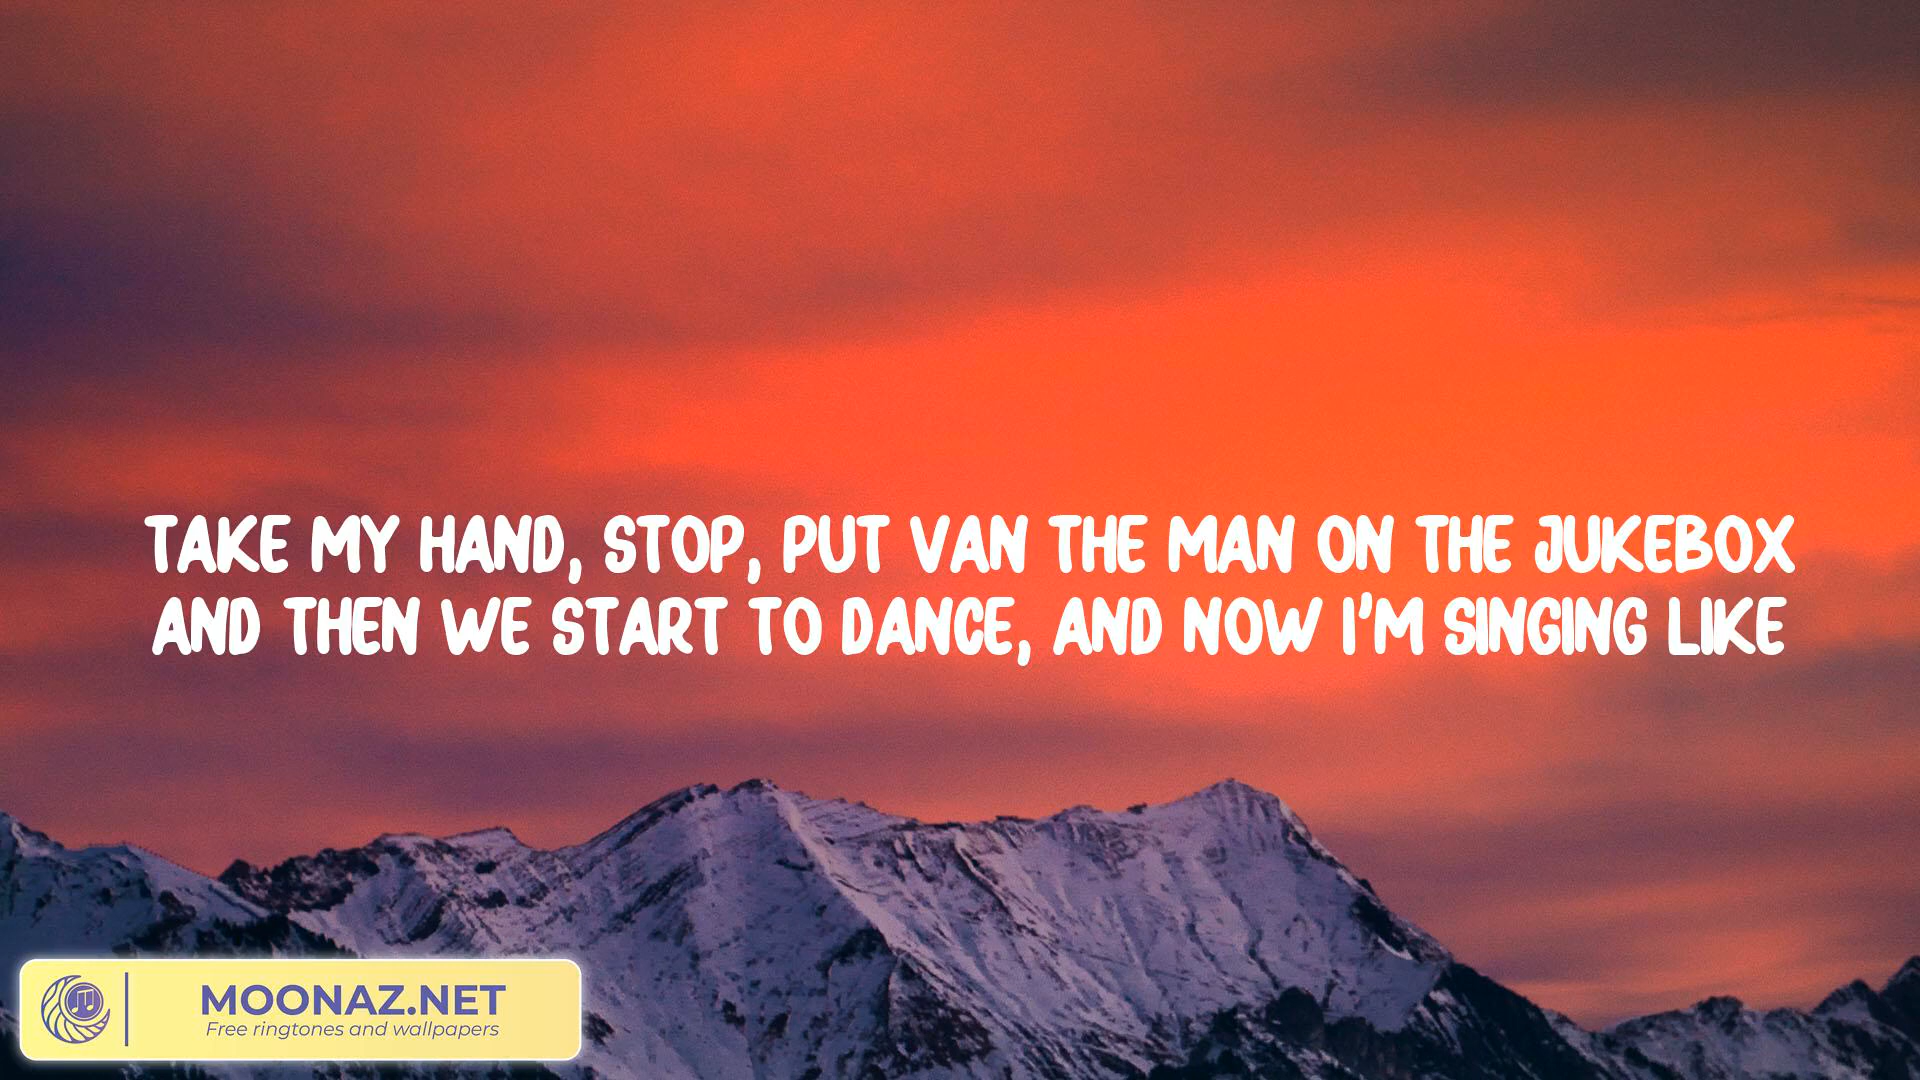 TAKE MY HAND, STOP, PUT VAN THE MAN ON THE JUKEBOX
AND THEN WE START TO DANCE, AND NOW I'M SINGING LIKE
MOONAZ.NET
Free ringtones and wallpapers